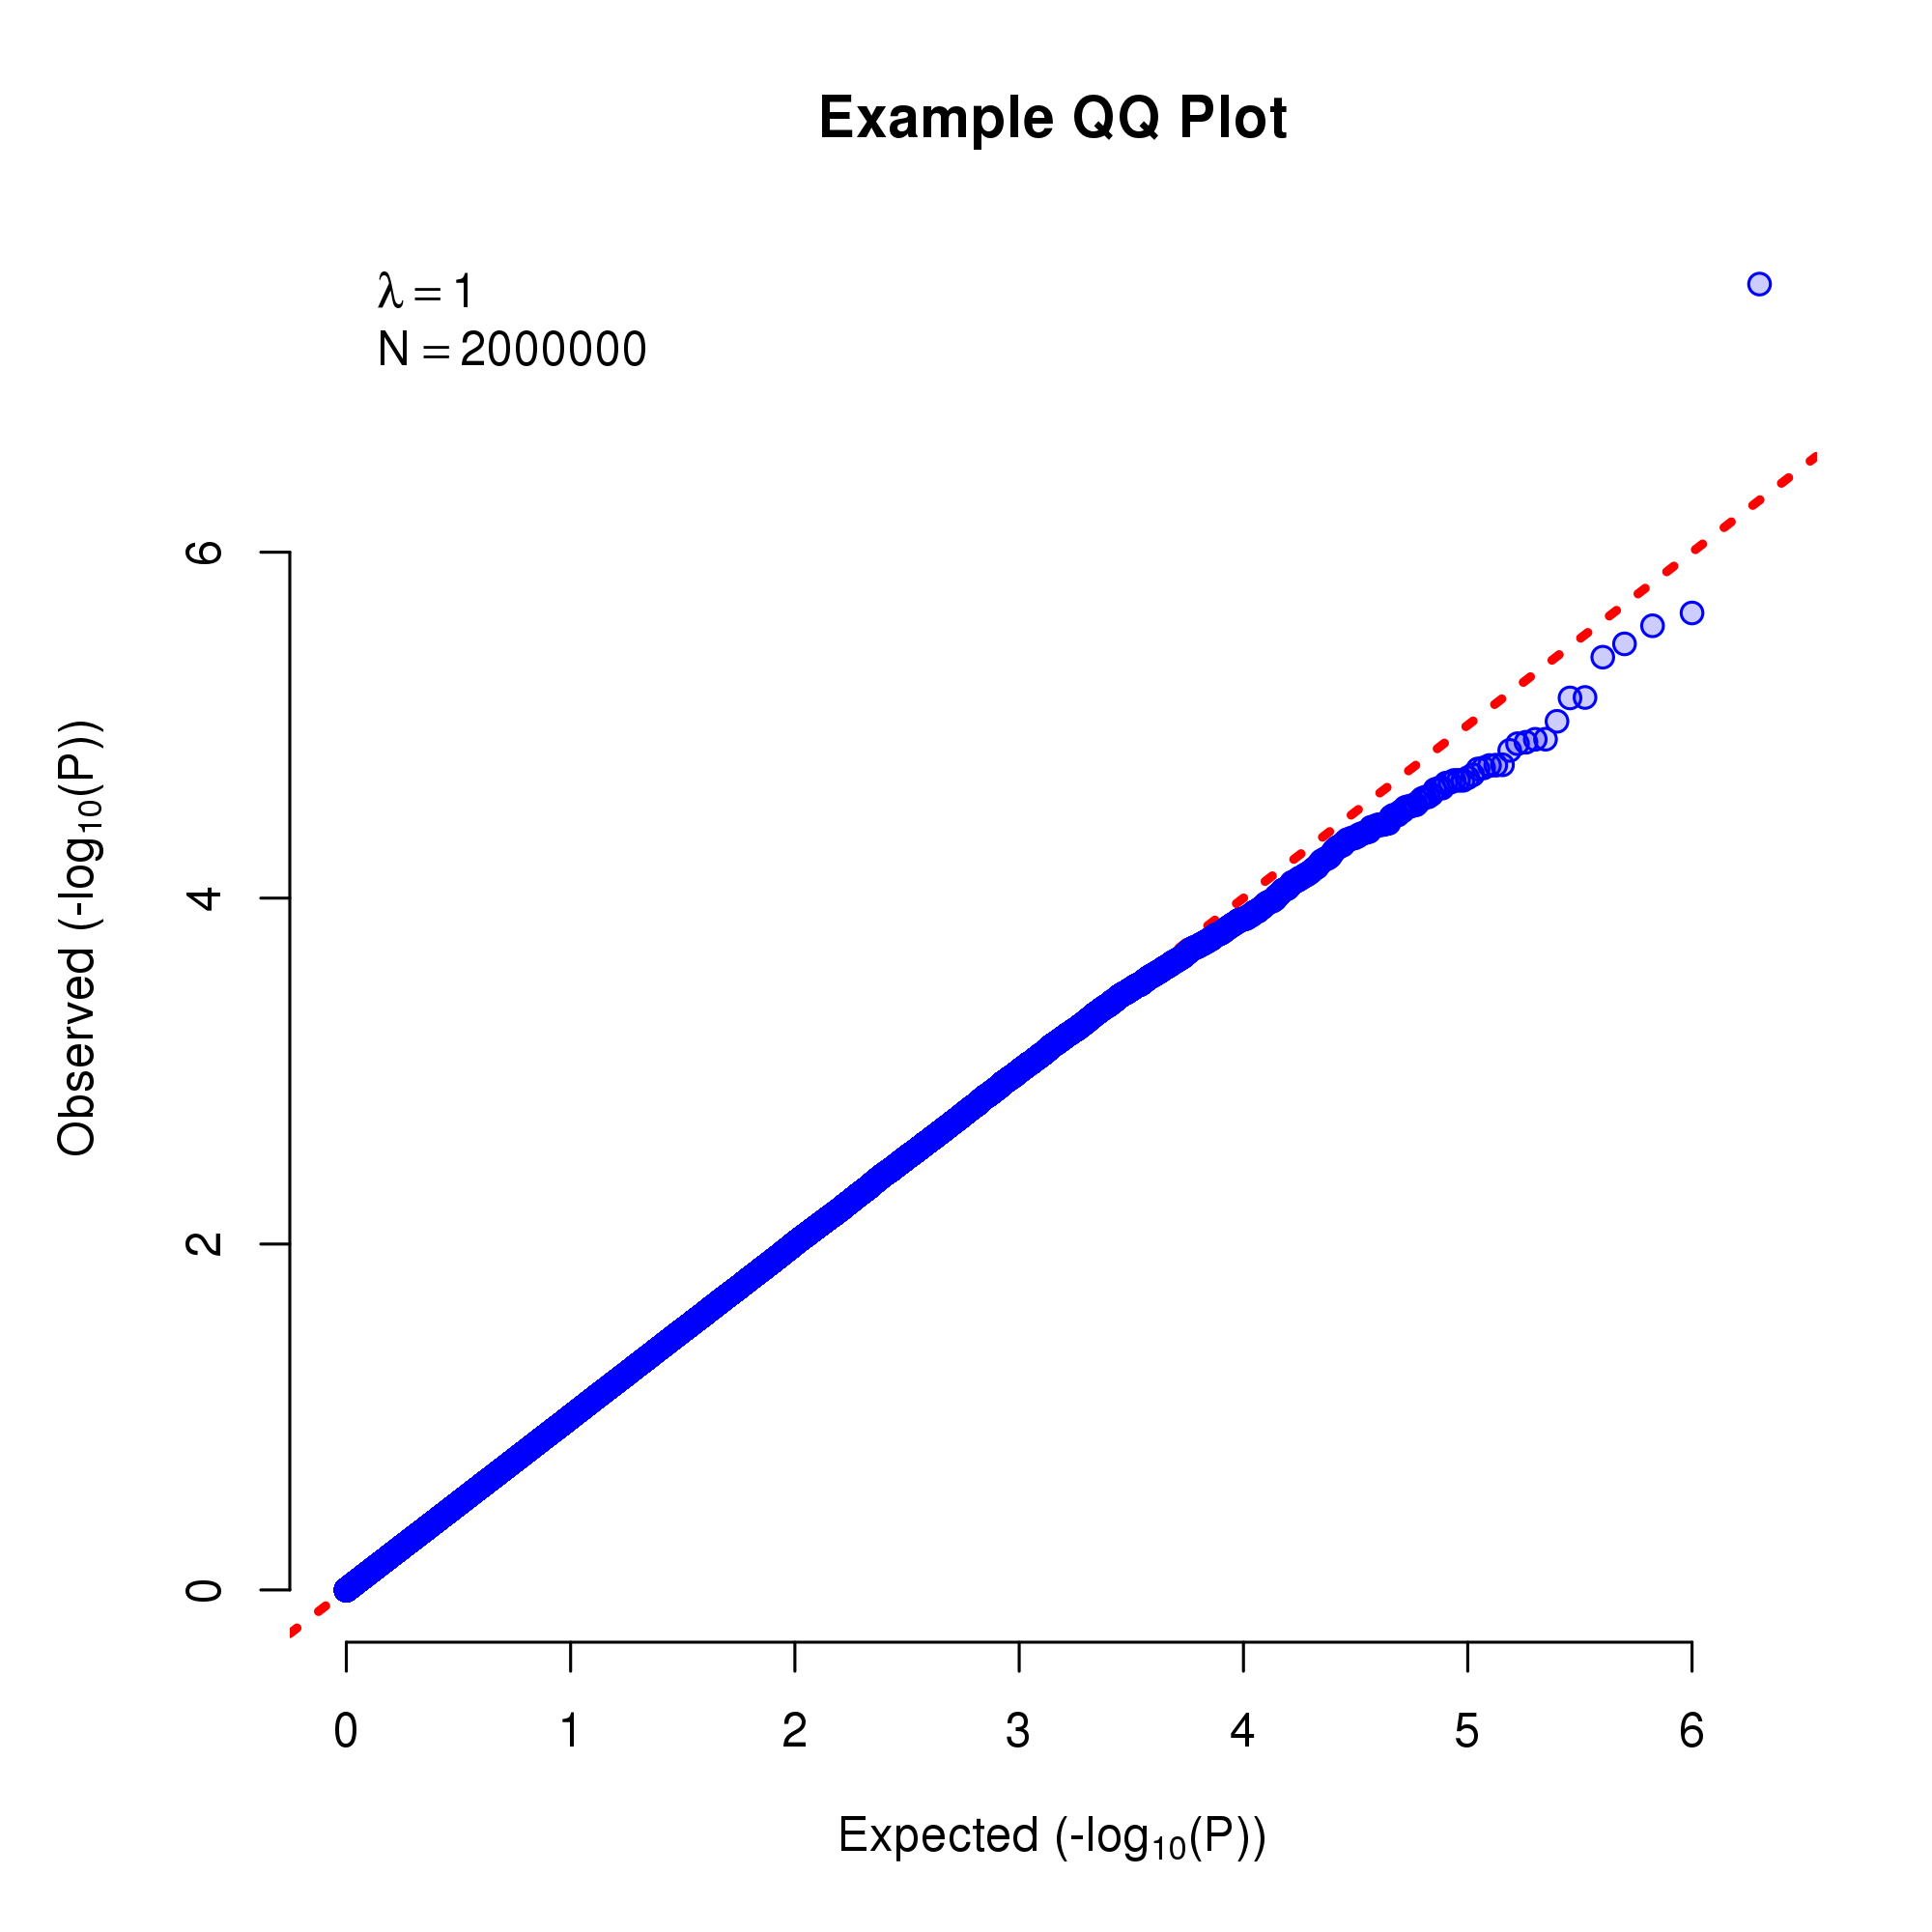 Example QQ Plot
λ = 1
N = 2000000
Observed (-log₁₀(P))
6
4
2
0
0 1 2 3 4 5 6
Expected (-log₁₀(P))